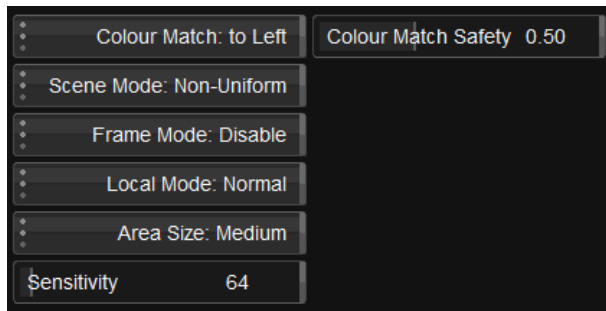 Colour Match: to Left
Colour Match Safety 0.50
Scene Mode: Non-Uniform
Frame Mode: Disable
Local Mode: Normal
Area Size: Medium
Sensitivity 64